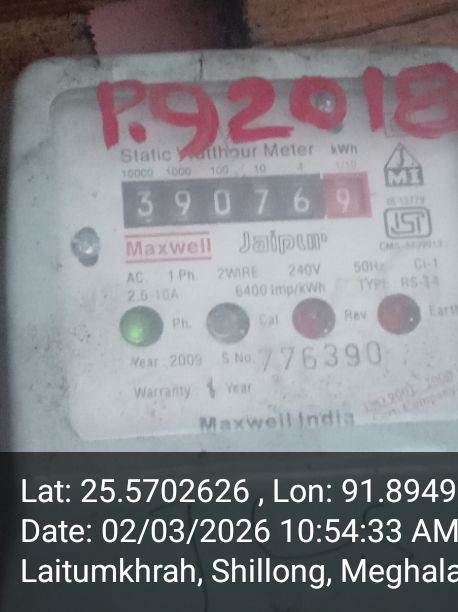 P.92018
Static Watthour Meter kWh
10000 1000 100 10 1 1/10
3 9 0 7 6 9
JMI
IS-13779
ISI
Maxwell Jaipur
AC 1 Ph. 2WIRE 240V 50Hz Cl-1
2.5-10A 6400 imp/kWh TYPE RS-14
Ph. Cal Rev Earth
Year 2009 S.No. 776390
Warranty Year
Maxwell India
Lat: 25.5702626 , Lon: 91.8949
Date: 02/03/2026 10:54:33 AM
Laitumkhrah, Shillong, Meghala